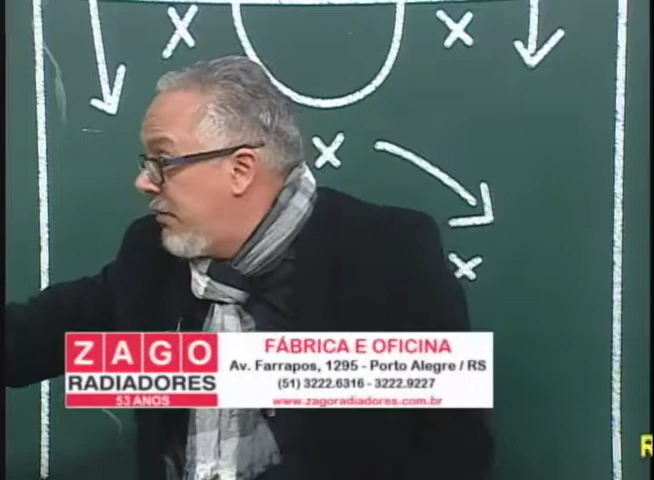 ZAGO
RADIADORES
53 ANOS
FÁBRICA E OFICINA
Av. Farrapos, 1295 - Porto Alegre / RS
(51) 3222.6316 - 3222.9227
www.zagoradiadores.com.br
R